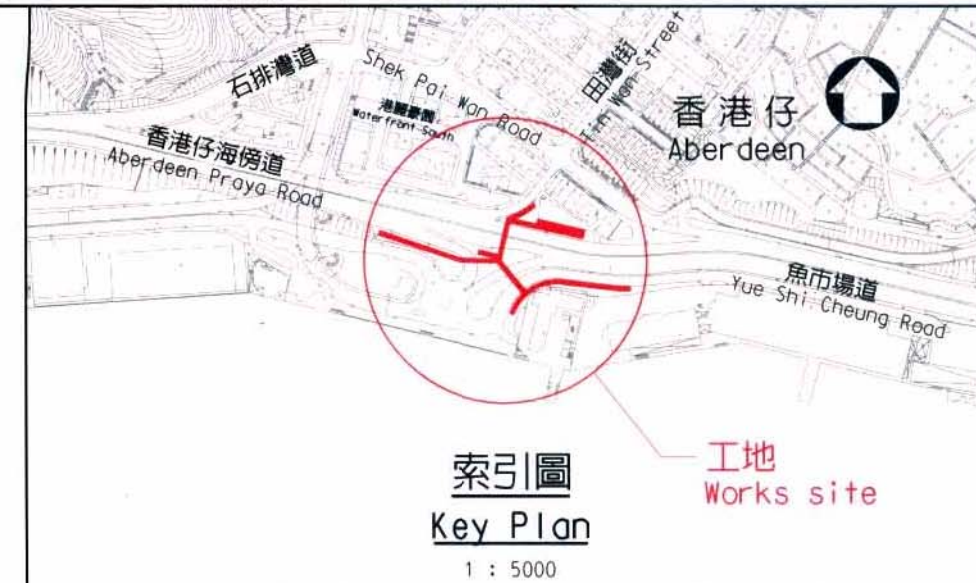 石排灣道
Shek Pai Wan Road
田灣街
Tin Wan Street
港灣豪園
Waterfront South
香港仔
Aberdeen
香港仔海傍道
Aberdeen Praya Road
魚市場道
Yue Shi Cheung Road
索引圖
Key Plan
1 : 5000
工地
Works site